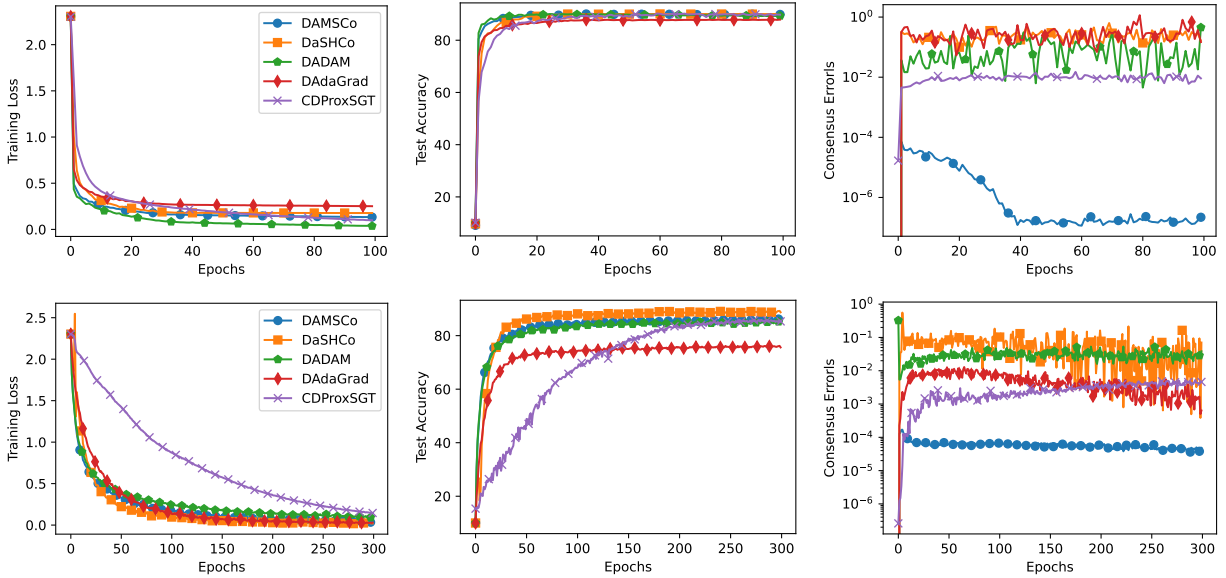 2.0
1.5
1.0
0.5
0.0
0 20 40 60 80 100
Training Loss
Epochs
DAMSCo
DaSHCo
DADAM
DAdaGrad
CDProxSGT
80
60
40
20
0 20 40 60 80 100
Test Accuracy
Epochs
10⁰
10⁻²
10⁻⁴
10⁻⁶
0 20 40 60 80 100
Consensus Errorls
Epochs
2.5
2.0
1.5
1.0
0.5
0.0
0 50 100 150 200 250 300
Training Loss
Epochs
DAMSCo
DaSHCo
DADAM
DAdaGrad
CDProxSGT
80
60
40
20
0 50 100 150 200 250 300
Test Accuracy
Epochs
10⁰
10⁻¹
10⁻²
10⁻³
10⁻⁴
10⁻⁵
10⁻⁶
0 50 100 150 200 250 300
Consensus Errorls
Epochs